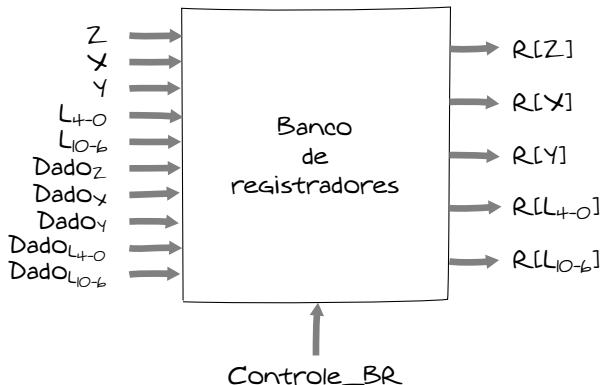 Z
X
Y
L4-0
L10-6
DadoZ
DadoX
DadoY
DadoL4-0
DadoL10-6
Banco
de
registradores
R[Z]
R[X]
R[Y]
R[L4-0]
R[L10-6]
Controle_BR